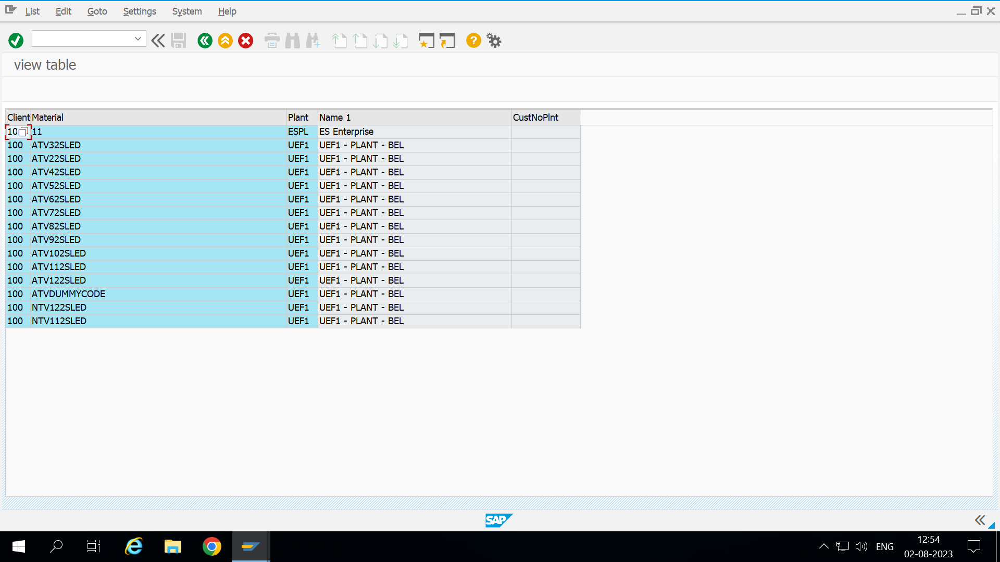 List Edit Goto Settings System Help
view table
Client Material Plant Name 1 CustNoPlnt
10 11 ESPL ES Enterprise
100 ATV32SLED UEF1 UEF1 - PLANT - BEL
100 ATV22SLED UEF1 UEF1 - PLANT - BEL
100 ATV42SLED UEF1 UEF1 - PLANT - BEL
100 ATV52SLED UEF1 UEF1 - PLANT - BEL
100 ATV62SLED UEF1 UEF1 - PLANT - BEL
100 ATV72SLED UEF1 UEF1 - PLANT - BEL
100 ATV82SLED UEF1 UEF1 - PLANT - BEL
100 ATV92SLED UEF1 UEF1 - PLANT - BEL
100 ATV102SLED UEF1 UEF1 - PLANT - BEL
100 ATV112SLED UEF1 UEF1 - PLANT - BEL
100 ATV122SLED UEF1 UEF1 - PLANT - BEL
100 ATVDUMMYCODE UEF1 UEF1 - PLANT - BEL
100 NTV122SLED UEF1 UEF1 - PLANT - BEL
100 NTV112SLED UEF1 UEF1 - PLANT - BEL
SAP
ENG
12:54
02-08-2023